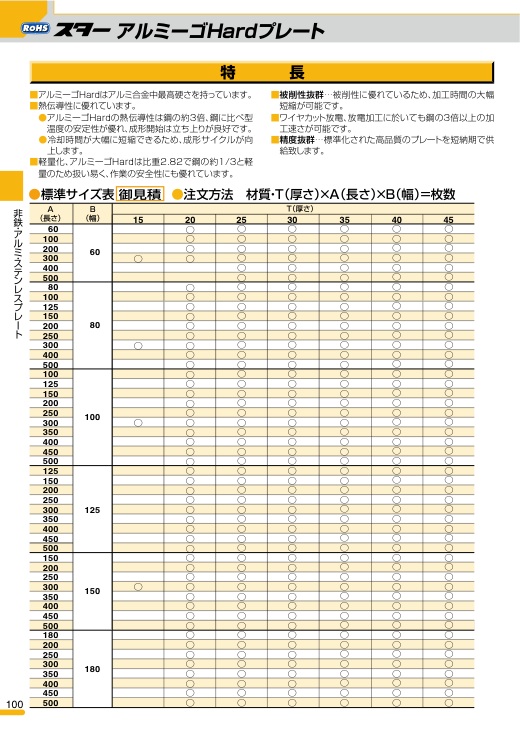 RoHS スター アルミーゴHardプレート
特 長
■アルミーゴHardはアルミ合金中最高硬さを持っています。
■熱伝導性に優れています。
●アルミーゴHardの熱伝導性は鋼の約3倍、鋼に比べ型
温度の安定性が優れ、成形開始は立ち上りが良好です。
●冷却時間が大幅に短縮できるため、成形サイクルが向
上します。
■軽量化、アルミーゴHardは比重2.82で鋼の約1/3と軽
量のため扱い易く、作業の安全性にも優れています。
■被削性抜群…被削性に優れているため、加工時間の大幅
短縮が可能です。
■ワイヤカット放電、放電加工に於いても鋼の3倍以上の加
工速さが可能です。
■精度抜群…標準化された高品質のプレートを短納期で供
給致します。
●標準サイズ表 御見積 ●注文方法 材質・T(厚さ)×A(長さ)×B(幅)=枚数
A
(長さ)
B
(幅)
T(厚さ)
15 20 25 30 35 40 45
60 ○ ○ ○ ○ ○ ○
100 ○ ○ ○ ○ ○ ○
200 ○ ○ ○ ○ ○ ○
60
300 ○ ○ ○ ○ ○ ○ ○
400 ○ ○ ○ ○ ○
500 ○ ○ ○ ○ ○
80 ○ ○ ○ ○ ○ ○
100 ○ ○ ○ ○ ○ ○
125 ○ ○ ○ ○ ○ ○
150 ○ ○ ○ ○ ○ ○
200 80 ○ ○ ○ ○ ○ ○
250 ○ ○ ○ ○ ○ ○
300 ○ ○ ○ ○ ○ ○ ○
400 ○ ○ ○ ○ ○ ○
500 ○ ○ ○ ○ ○ ○
100 ○ ○ ○ ○ ○ ○
125 ○ ○ ○ ○ ○ ○
150 ○ ○ ○ ○ ○ ○
200 ○ ○ ○ ○ ○ ○
250 ○ ○ ○ ○ ○ ○
100
300 ○ ○ ○ ○ ○ ○ ○
350 ○ ○ ○ ○ ○ ○
400 ○ ○ ○ ○ ○ ○
450 ○ ○ ○ ○ ○ ○
500 ○ ○ ○ ○ ○ ○
125 ○ ○ ○ ○ ○ ○
150 ○ ○ ○ ○ ○ ○
200 ○ ○ ○ ○ ○ ○
250 ○ ○ ○ ○ ○ ○
300 125 ○ ○ ○ ○ ○ ○
350 ○ ○ ○ ○ ○ ○
400 ○ ○ ○ ○ ○ ○
450 ○ ○ ○ ○ ○ ○
500 ○ ○ ○ ○ ○ ○
150 ○ ○ ○ ○ ○ ○
200 ○ ○ ○ ○ ○ ○
250 ○ ○ ○ ○ ○ ○
300 ○ ○ ○ ○ ○ ○ ○
150
350 ○ ○ ○ ○ ○ ○
400 ○ ○ ○ ○ ○ ○
450 ○ ○ ○ ○ ○ ○
500 ○ ○ ○ ○ ○ ○
180 ○ ○ ○ ○ ○ ○
200 ○ ○ ○ ○ ○ ○
250 ○ ○ ○ ○ ○ ○
300 ○ ○ ○ ○ ○ ○
180
350 ○ ○ ○ ○ ○ ○
400 ○ ○ ○ ○ ○ ○
450 ○ ○ ○ ○ ○ ○
500 ○ ○ ○ ○ ○ ○
非鉄・アルミ・ステンレスプレート
100